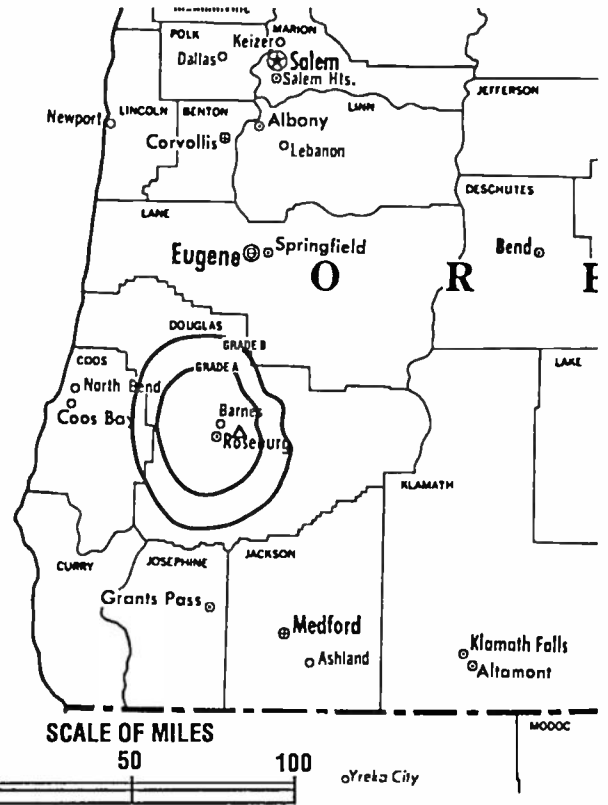 MARION
POLK
Keizer
Dallas
Salem
Salem Hts.
JEFFERSON
LINCOLN
BENTON
LINN
Newport
Albony
Corvollis
Lebanon
DESCHUTES
LANE
Eugene
Springfield
Bend
O R E
DOUGLAS
GRADE B
COOS
GRADE A
LAKE
North Bend
Coos Bay
Barnes
Roseburg
KLAMATH
CURRY
JOSEPHINE
JACKSON
Grants Pass
Medford
Ashland
Klamath Falls
Altamont
SCALE OF MILES
MODOC
50 100
Yreka City